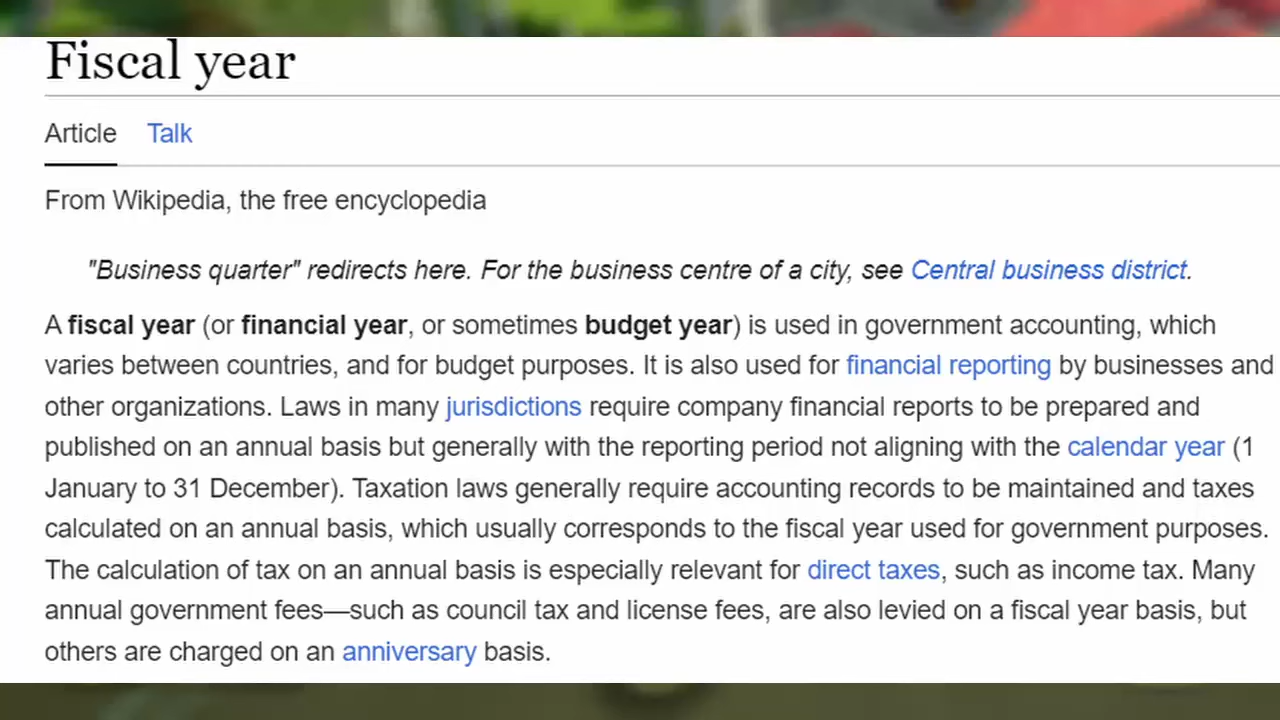 Fiscal year
Article Talk
From Wikipedia, the free encyclopedia
"Business quarter" redirects here. For the business centre of a city, see Central business district.
A fiscal year (or financial year, or sometimes budget year) is used in government accounting, which
varies between countries, and for budget purposes. It is also used for financial reporting by businesses and
other organizations. Laws in many jurisdictions require company financial reports to be prepared and
published on an annual basis but generally with the reporting period not aligning with the calendar year (1
January to 31 December). Taxation laws generally require accounting records to be maintained and taxes
calculated on an annual basis, which usually corresponds to the fiscal year used for government purposes.
The calculation of tax on an annual basis is especially relevant for direct taxes, such as income tax. Many
annual government fees—such as council tax and license fees, are also levied on a fiscal year basis, but
others are charged on an anniversary basis.